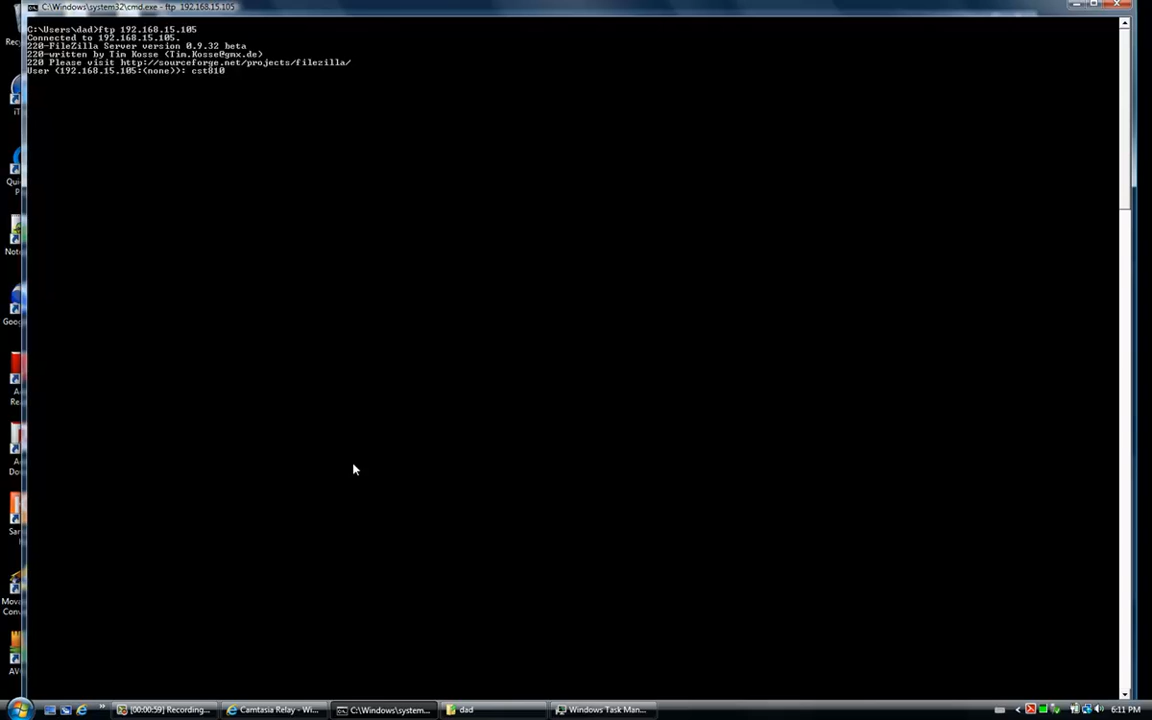 C:\Windows\system32\cmd.exe - ftp 192.168.15.105
C:\Users\dad>ftp 192.168.15.105
Connected to 192.168.15.105.
220-FileZilla Server version 0.9.32 beta
220-written by Tim Kosse (Tim.Kosse@gmx.de)
220 Please visit http://sourceforge.net/projects/filezilla/
User (192.168.15.105:(none)): cst810
[00:00:59] Recording...
Camtasia Relay - Wi...
C:\Windows\system...
dad
Windows Task Man...
6:11 PM